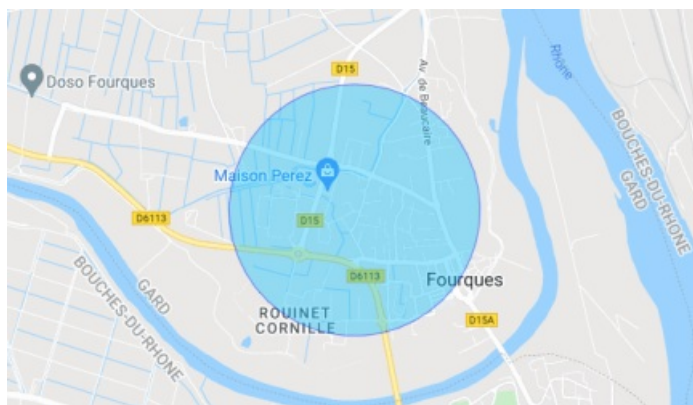 D15
Doso Fourques
Av. de Beaucaire
Rhône
BOUCHES-DU-RHÔNE
GARD
Maison Perez
D6113
D15
D6113
GARD
BOUCHES-DU-RHÔNE
Fourques
ROUINET
CORNILLE
D15A